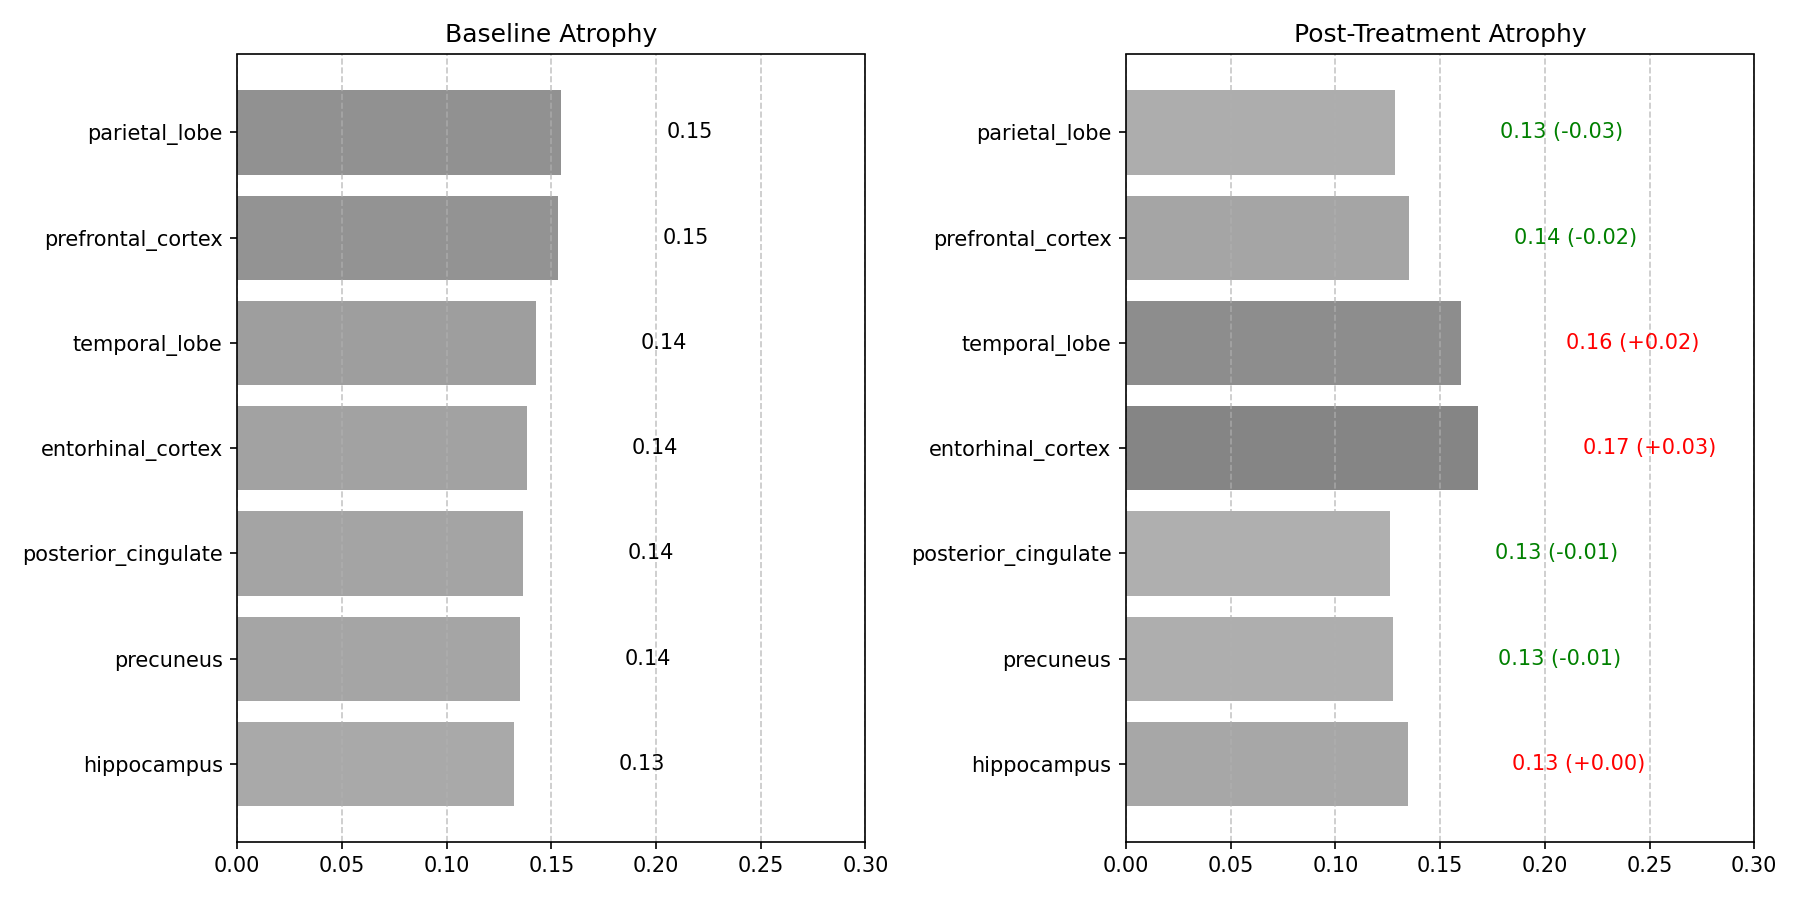 Baseline Atrophy
parietal_lobe
0.15
prefrontal_cortex
0.15
temporal_lobe
0.14
entorhinal_cortex
0.14
posterior_cingulate
0.14
precuneus
0.14
hippocampus
0.13
0.00 0.05 0.10 0.15 0.20 0.25 0.30
Post-Treatment Atrophy
parietal_lobe
0.13 (-0.03)
prefrontal_cortex
0.14 (-0.02)
temporal_lobe
0.16 (+0.02)
entorhinal_cortex
0.17 (+0.03)
posterior_cingulate
0.13 (-0.01)
precuneus
0.13 (-0.01)
hippocampus
0.13 (+0.00)
0.00 0.05 0.10 0.15 0.20 0.25 0.30